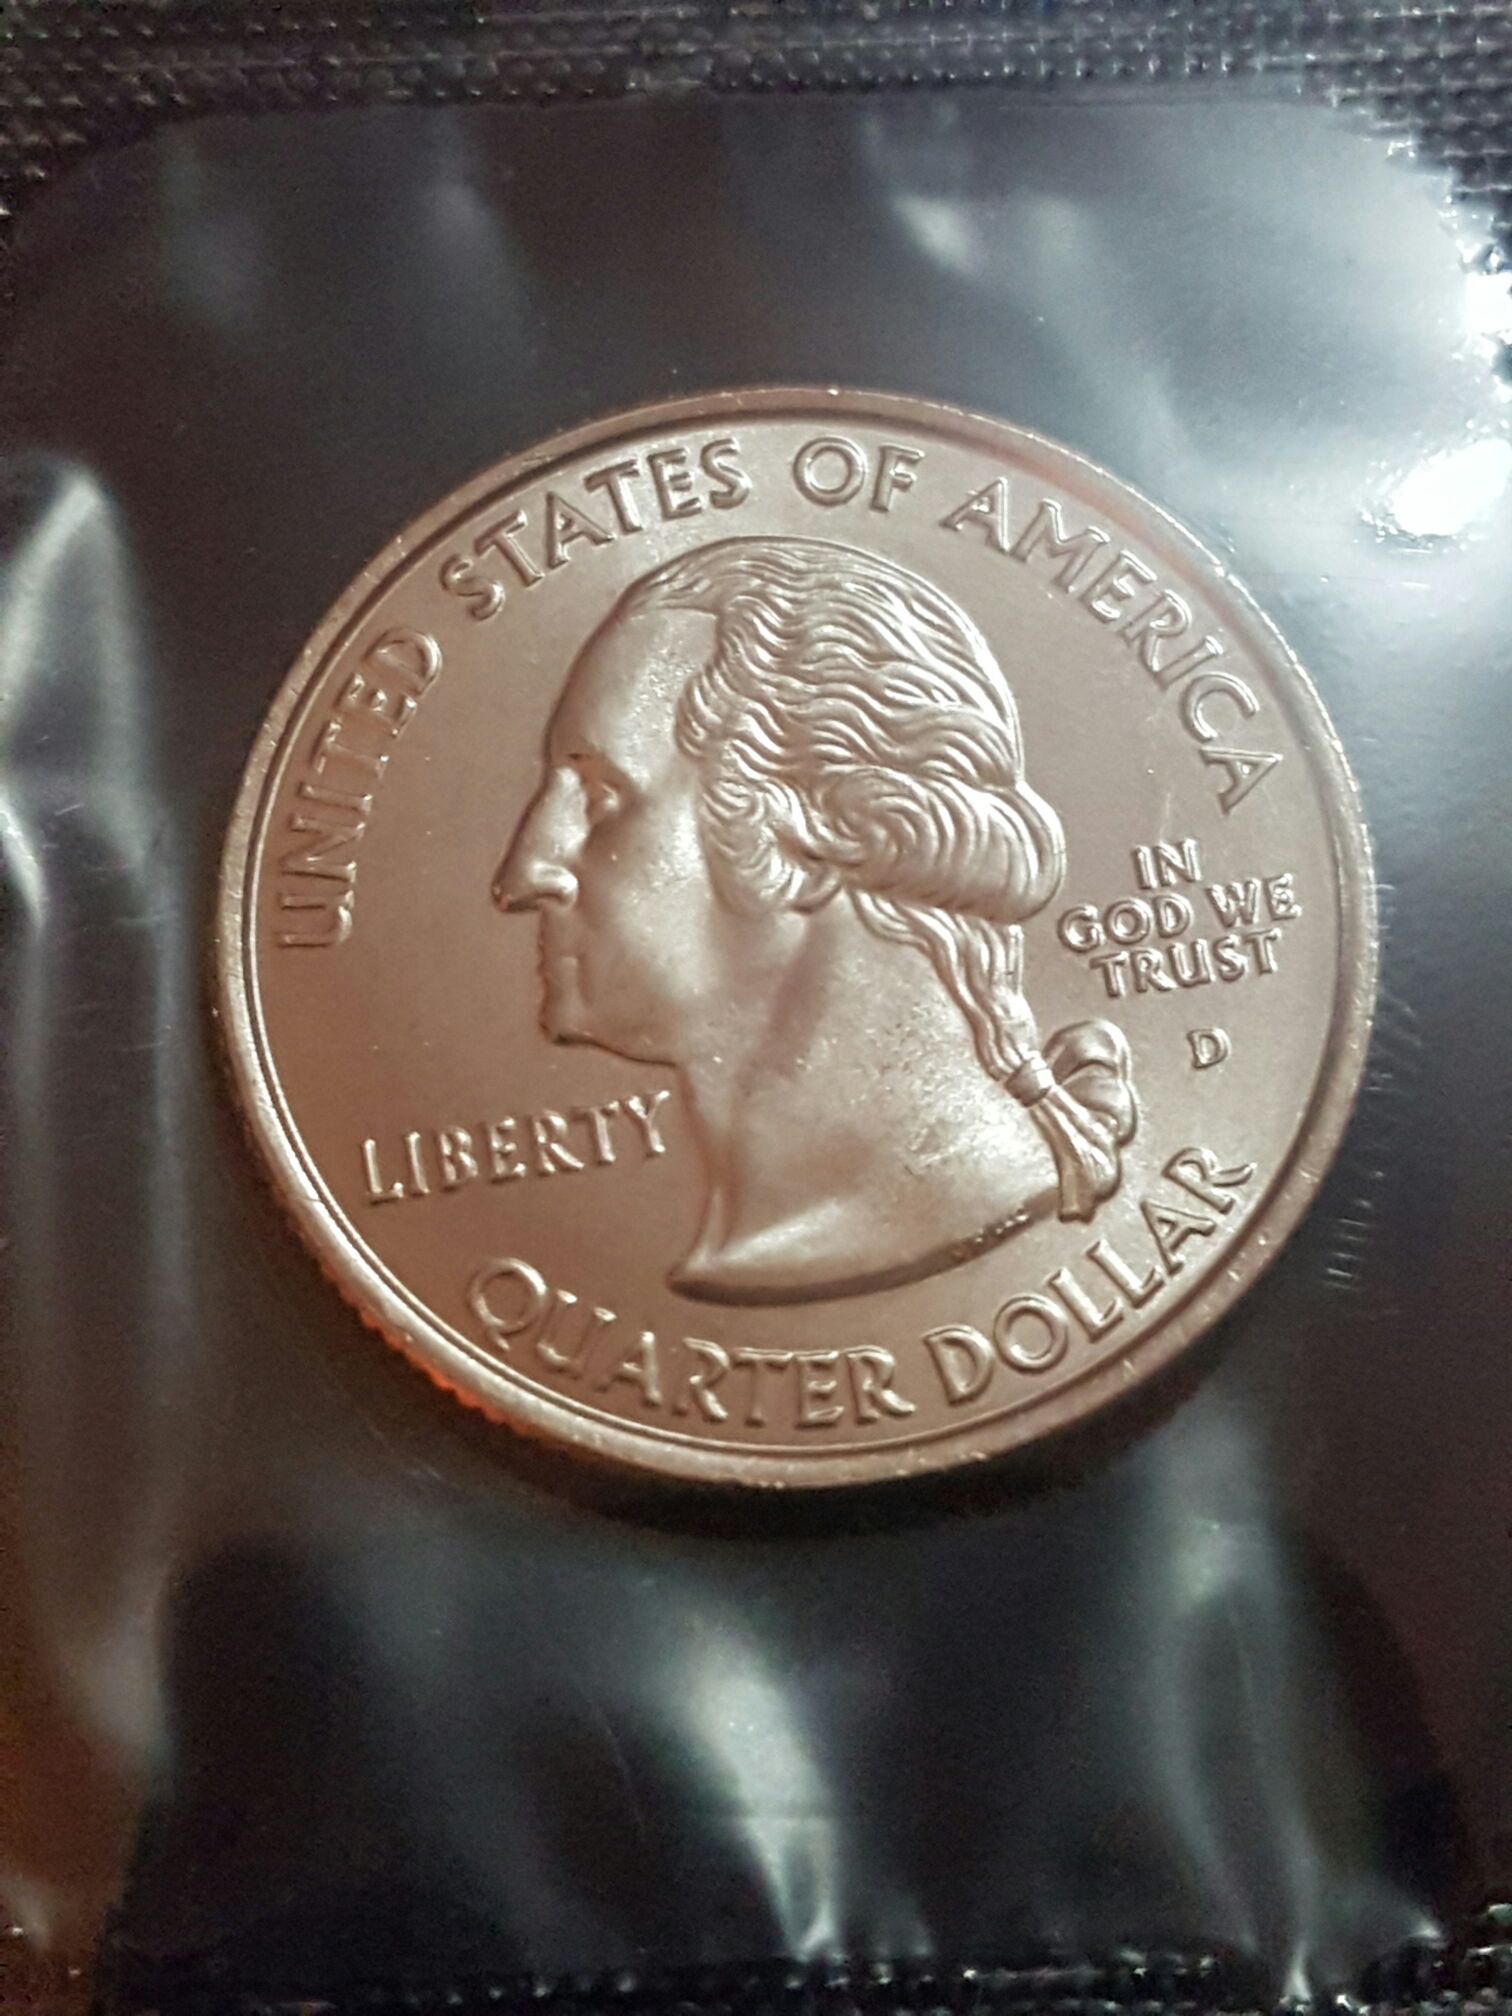 UNITED STATES OF AMERICA
IN
GOD WE
TRUST
D
LIBERTY
QUARTER DOLLAR